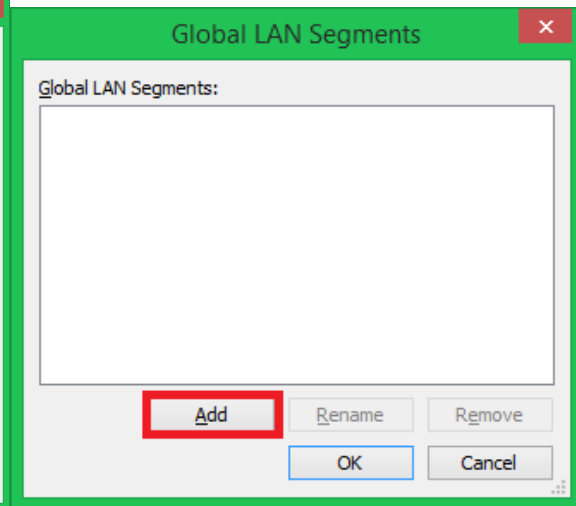 Global LAN Segments
Global LAN Segments:
Add Rename Remove
OK Cancel